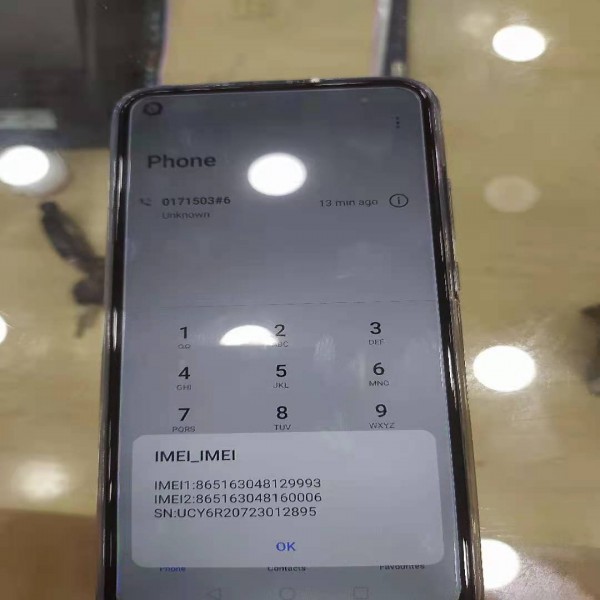 Phone
0171503#6
13 min ago
Unknown
1 2 3
ABC DEF
4 5 6
GHI JKL MNO
7 8 9
PQRS TUV WXYZ
IMEI_IMEI
IMEI1:865163048129993
IMEI2:865163048160006
SN:UCY6R20723012895
OK
Phone Contacts Favourites